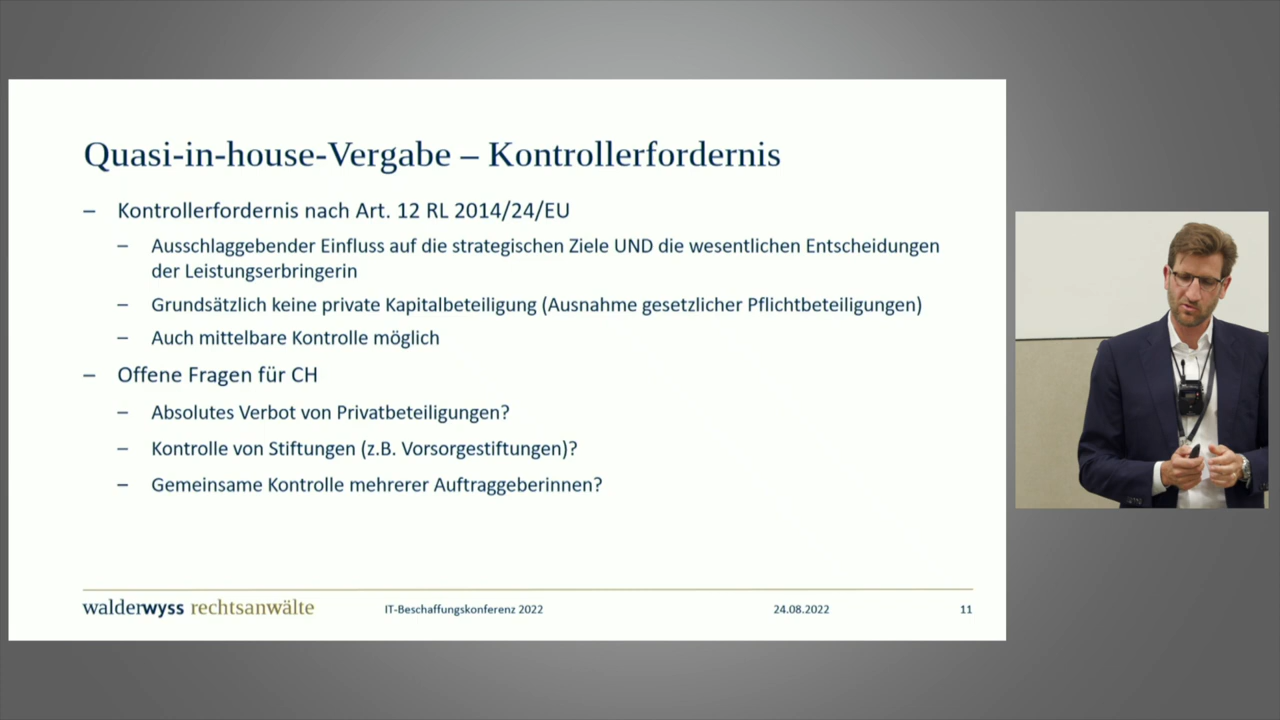 Quasi-in-house-Vergabe – Kontrollerfordernis
– Kontrollerfordernis nach Art. 12 RL 2014/24/EU
– Ausschlaggebender Einfluss auf die strategischen Ziele UND die wesentlichen Entscheidungen
der Leistungserbringerin
– Grundsätzlich keine private Kapitalbeteiligung (Ausnahme gesetzlicher Pflichtbeteiligungen)
– Auch mittelbare Kontrolle möglich
– Offene Fragen für CH
– Absolutes Verbot von Privatbeteiligungen?
– Kontrolle von Stiftungen (z.B. Vorsorgestiftungen)?
– Gemeinsame Kontrolle mehrerer Auftraggeberinnen?
walderwyss rechtsanwälte IT-Beschaffungskonferenz 2022 24.08.2022 11